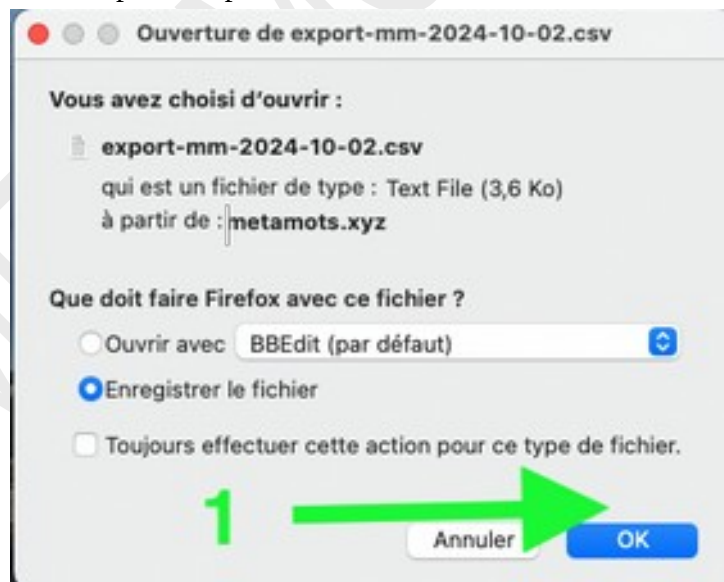 Ouverture de export-mm-2024-10-02.csv
Vous avez choisi d'ouvrir :
export-mm-2024-10-02.csv
qui est un fichier de type : Text File (3,6 Ko)
à partir de : metamots.xyz
Que doit faire Firefox avec ce fichier ?
Ouvrir avec BBEdit (par défaut)
Enregistrer le fichier
Toujours effectuer cette action pour ce type de fichier.
1
Annuler OK